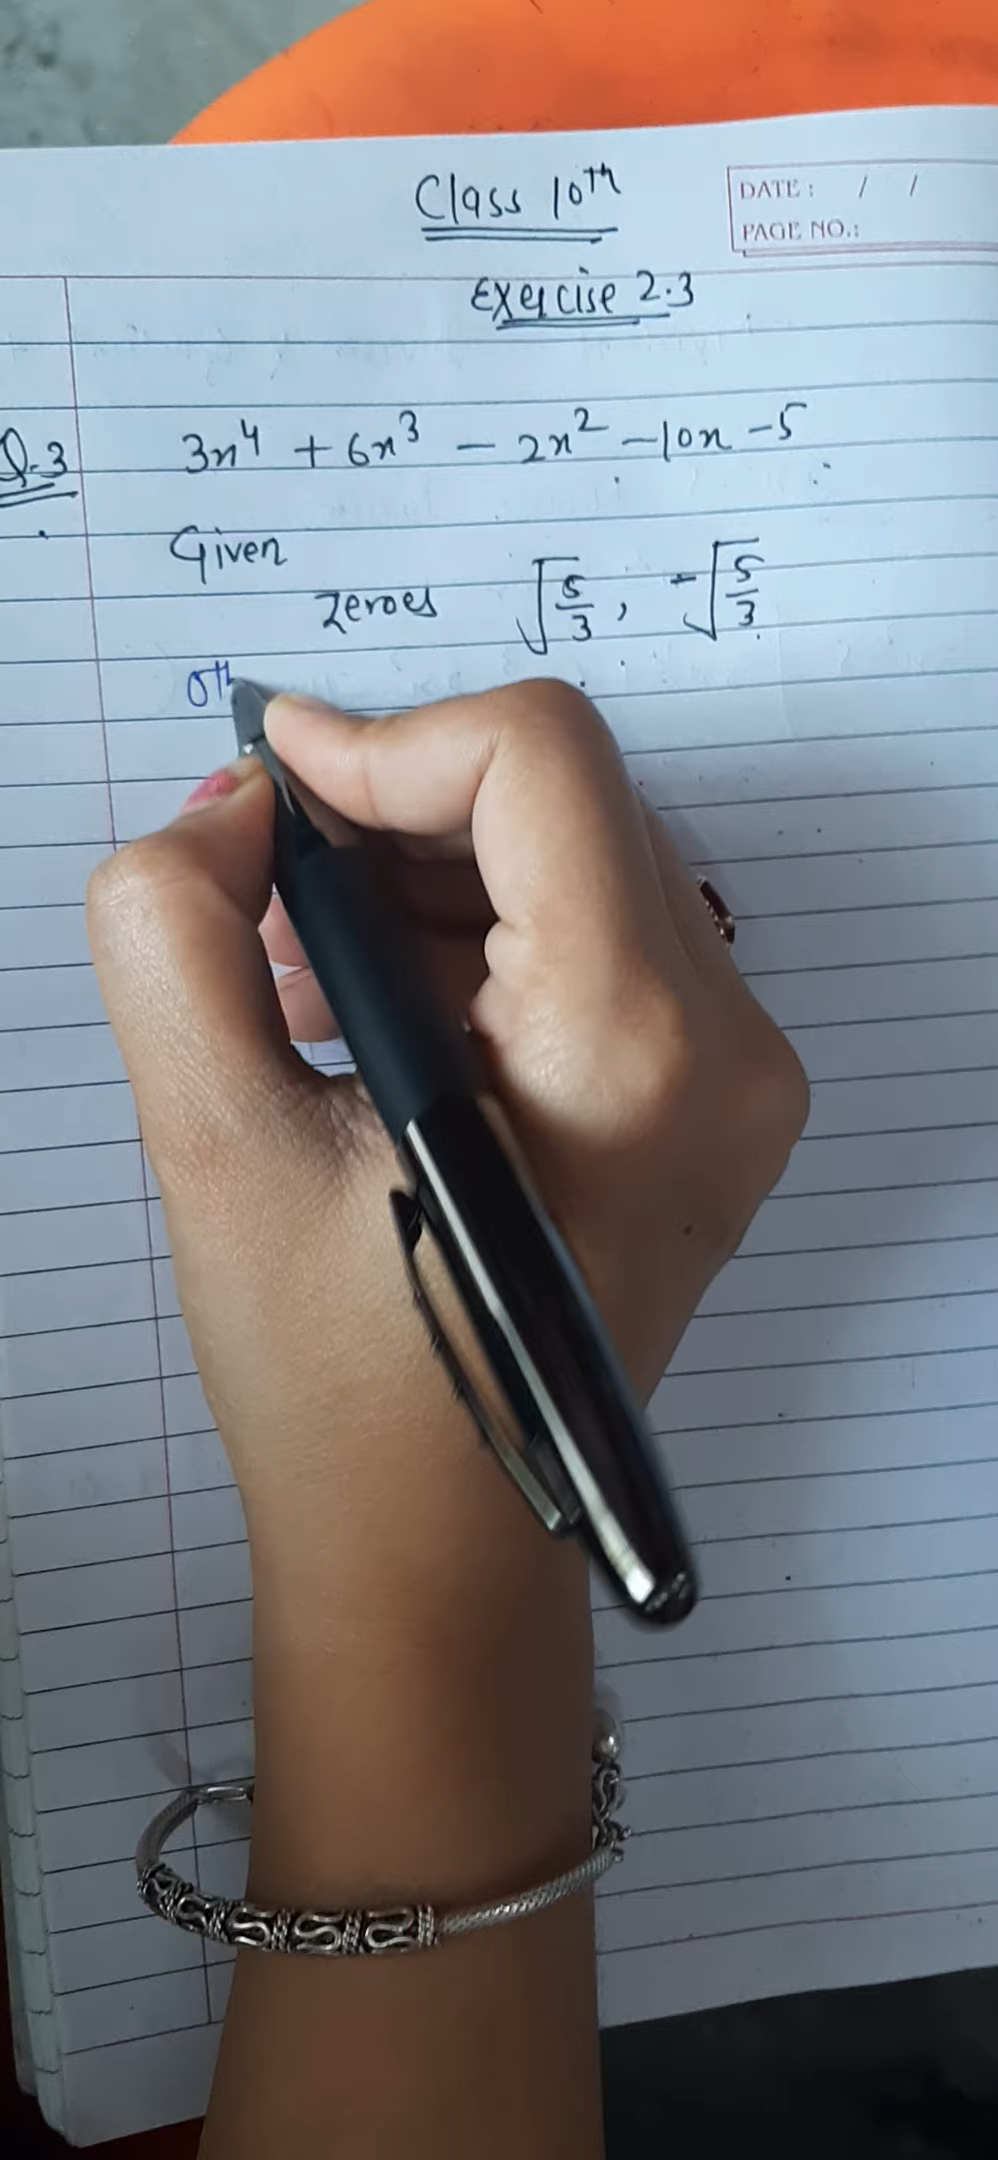 Class 10th
DATE : / /
PAGE NO.:
Exercise 2.3
Q.3 3x⁴ + 6x³ - 2x² - 10x - 5
Given
zeroes √5/3, -√5/3
Oth